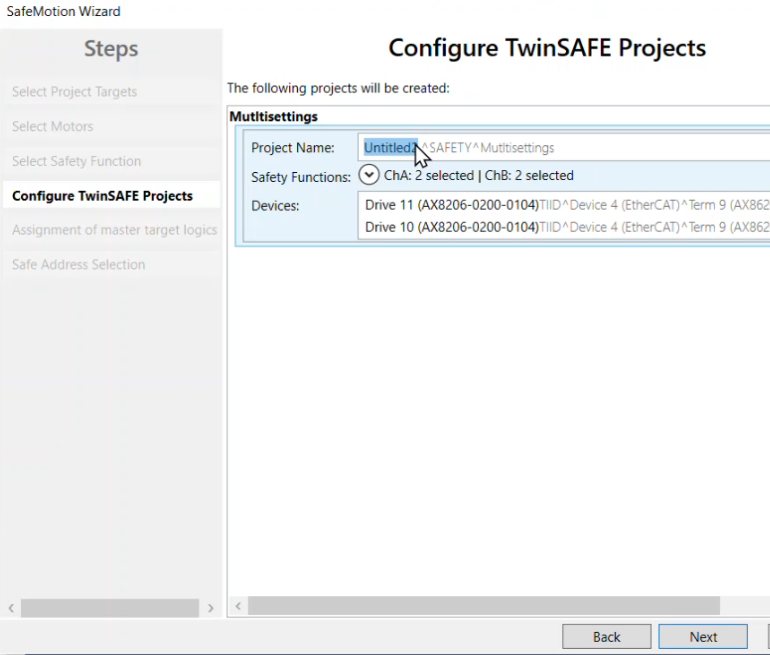 SafeMotion Wizard
Steps
Select Project Targets
Select Motors
Select Safety Function
Configure TwinSAFE Projects
Assignment of master target logics
Safe Address Selection
Configure TwinSAFE Projects
The following projects will be created:
Mutltisettings
Project Name: Untitled2^SAFETY^Mutltisettings
Safety Functions: ChA: 2 selected | ChB: 2 selected
Devices: Drive 11 (AX8206-0200-0104)TIID^Device 4 (EtherCAT)^Term 9 (AX862
Drive 10 (AX8206-0200-0104)TIID^Device 4 (EtherCAT)^Term 9 (AX862
Back Next